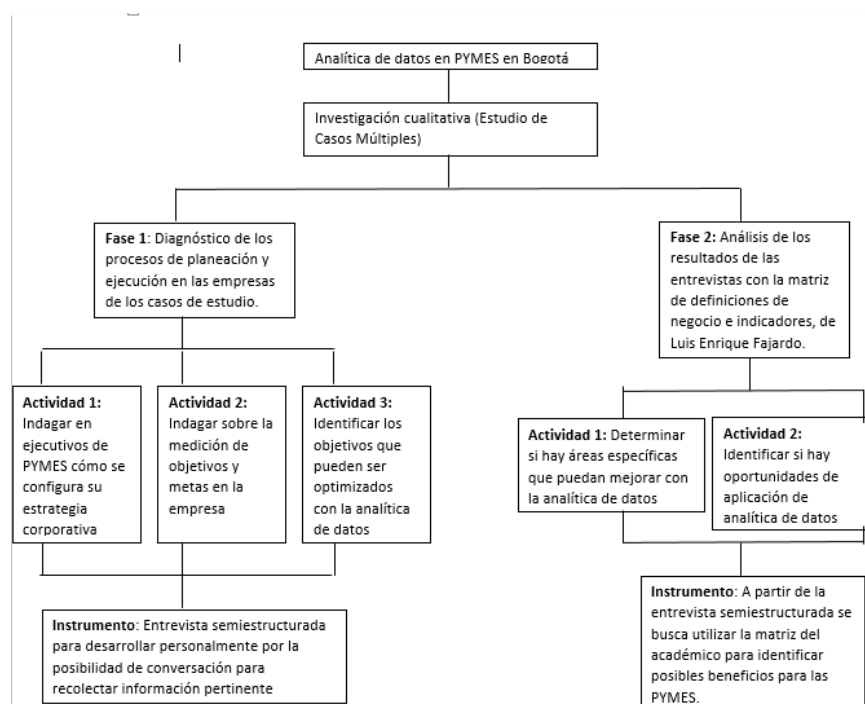 Analítica de datos en PYMES en Bogotá
Investigación cualitativa (Estudio de
Casos Múltiples)
Fase 1: Diagnóstico de los
procesos de planeación y
ejecución en las empresas
de los casos de estudio.
Fase 2: Análisis de los
resultados de las
entrevistas con la matriz
de definiciones de
negocio e indicadores, de
Luis Enrique Fajardo.
Actividad 1:
Indagar en
ejecutivos de
PYMES cómo se
configura su
estrategia
corporativa
Actividad 2:
Indagar sobre la
medición de
objetivos y
metas en la
empresa
Actividad 3:
Identificar los
objetivos que
pueden ser
optimizados
con la analítica
de datos
Actividad 1: Determinar
si hay áreas específicas
que puedan mejorar con
la analítica de datos
Actividad 2:
Identificar si hay
oportunidades de
aplicación de
analítica de datos
Instrumento: Entrevista semiestructurada
para desarrollar personalmente por la
posibilidad de conversación para
recolectar información pertinente
Instrumento: A partir de la
entrevista semiestructurada se
busca utilizar la matriz del
académico para identificar
posibles beneficios para las
PYMES.